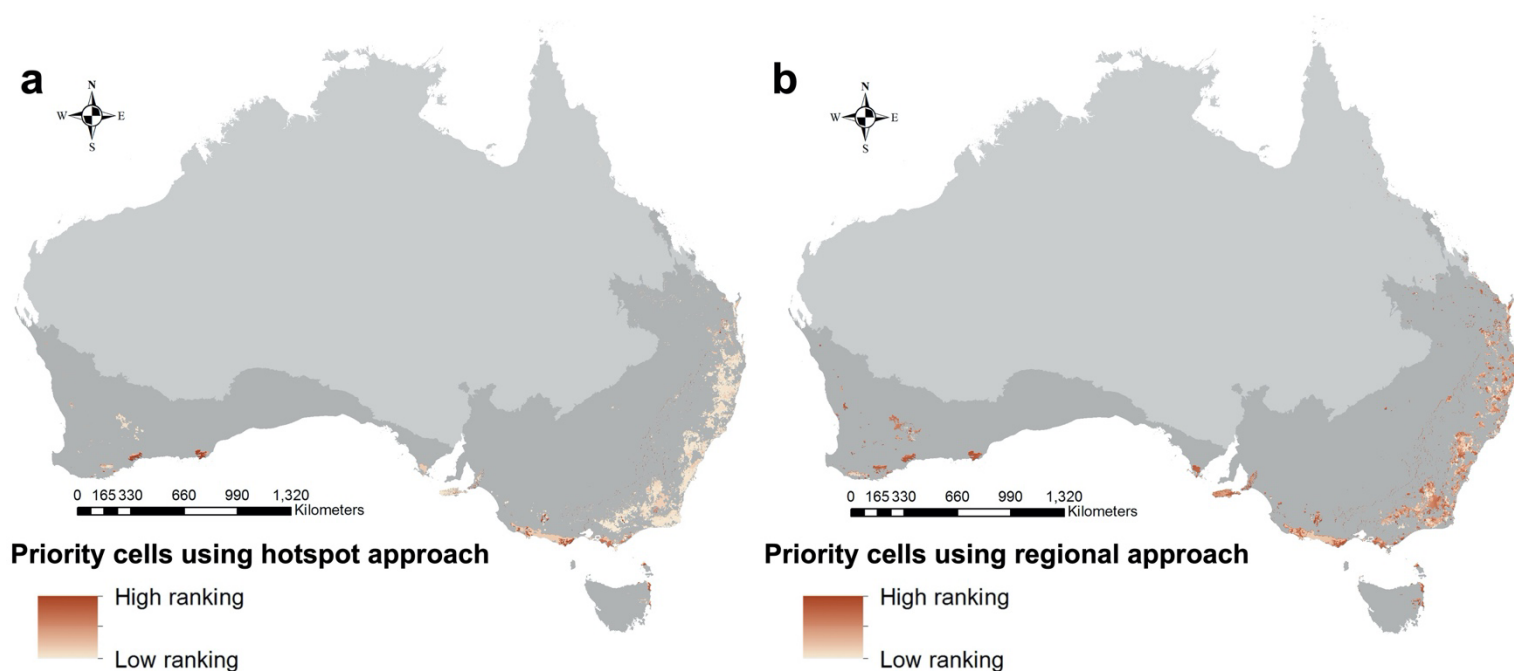 a
N
W E
S
0 165 330 660 990 1,320
Kilometers
Priority cells using hotspot approach
High ranking
Low ranking
b
N
W E
S
0 165 330 660 990 1,320
Kilometers
Priority cells using regional approach
High ranking
Low ranking